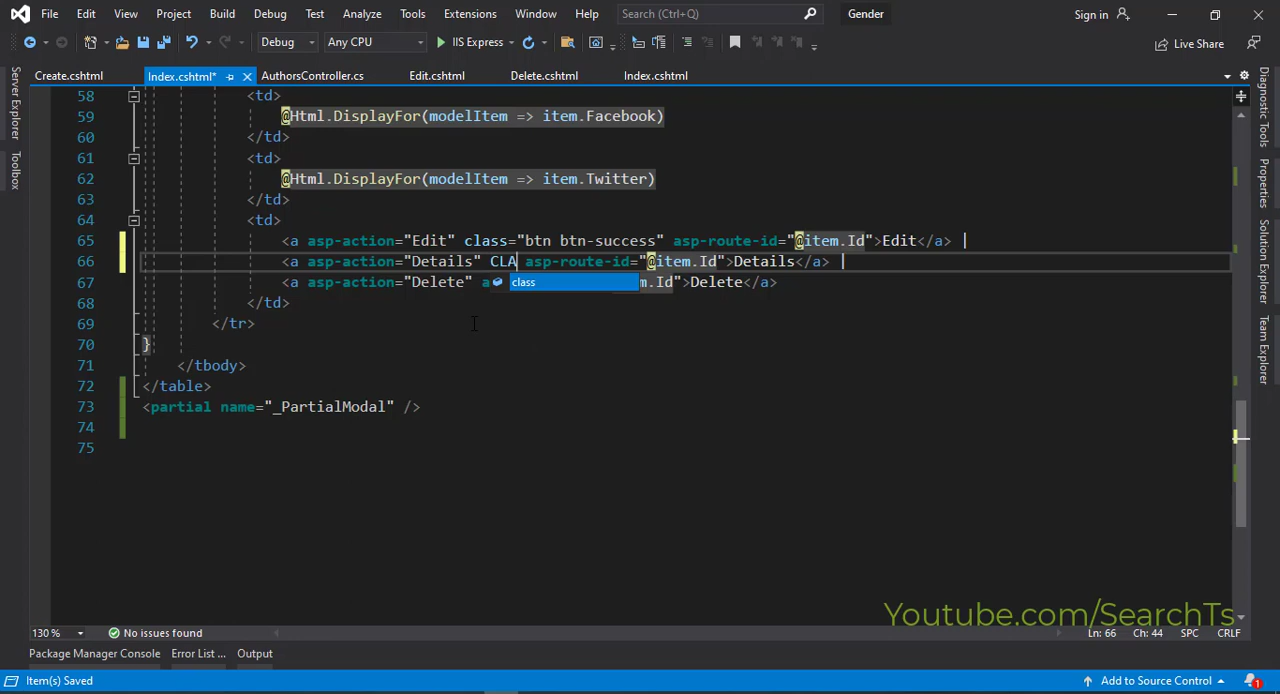 File Edit View Project Build Debug Test Analyze Tools Extensions Window Help Search (Ctrl+Q) Gender Sign in
Debug Any CPU IIS Express Live Share
Create.cshtml Index.cshtml* AuthorsController.cs Edit.cshtml Delete.cshtml Index.cshtml
Server Explorer
Toolbox
Diagnostic Tools
Properties
Solution Explorer
Team Explorer
58 <td>
59 @Html.DisplayFor(modelItem => item.Facebook)
60 </td>
61 <td>
62 @Html.DisplayFor(modelItem => item.Twitter)
63 </td>
64 <td>
65 <a asp-action="Edit" class="btn btn-success" asp-route-id="@item.Id">Edit</a> |
66 <a asp-action="Details" CLA asp-route-id="@item.Id">Details</a> |
67 <a asp-action="Delete" a class m.Id">Delete</a>
68 </td>
69 </tr>
70 }
71 </tbody>
72 </table>
73 <partial name="_PartialModal" />
74
75
Youtube.com/SearchTs
130 % No issues found Ln: 66 Ch: 44 SPC CRLF
Package Manager Console Error List ... Output
Item(s) Saved Add to Source Control 1